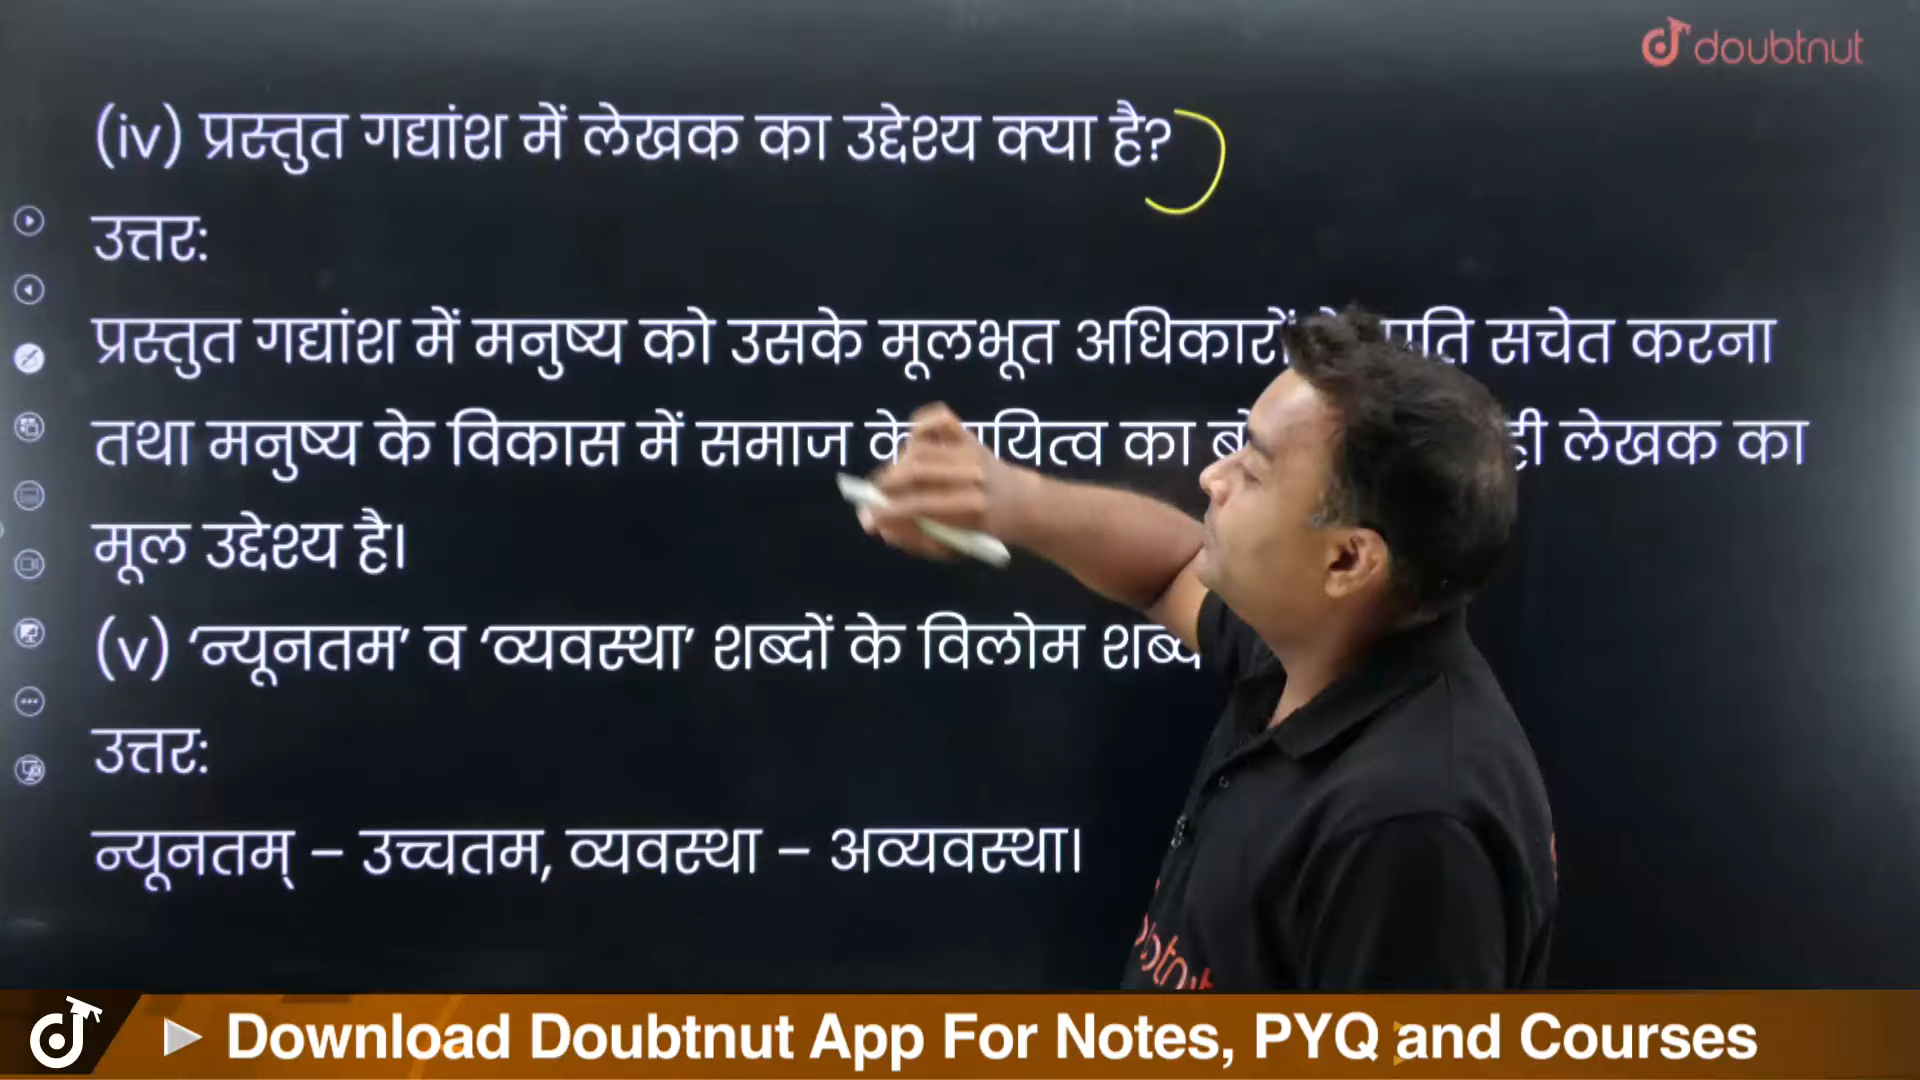 doubtnut
(iv) प्रस्तुत गद्यांश में लेखक का उद्देश्य क्या है?
उत्तर:
प्रस्तुत गद्यांश में मनुष्य को उसके मूलभूत अधिकारों सचेत करना
तथा मनुष्य के विकास में समाज के का ही लेखक का
मूल उद्देश्य है।
(v) ‘न्यूनतम’ व ‘व्यवस्था’ शब्दों के विलोम
उत्तर:
न्यूनतम् – उच्चतम, व्यवस्था – अव्यवस्था।
Download Doubtnut App For Notes, PYQ and Courses